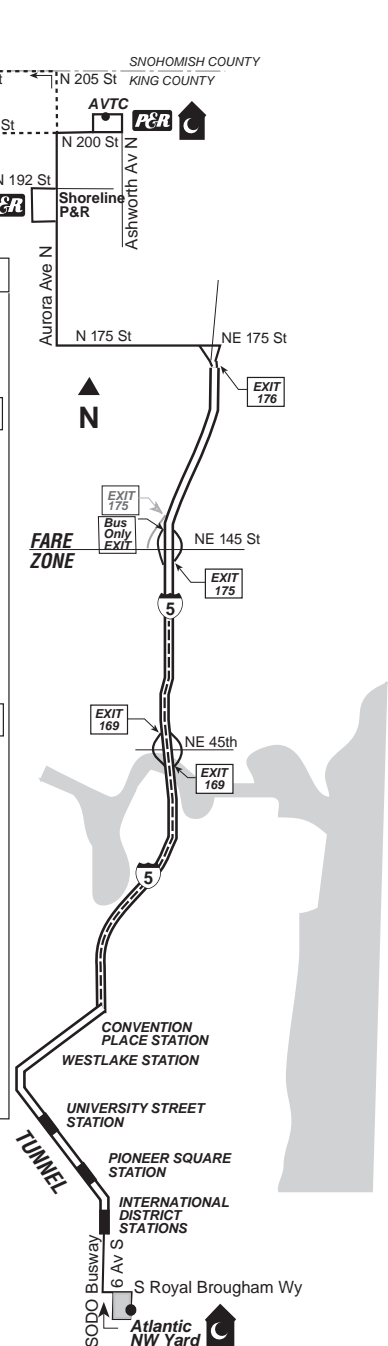 SNOHOMISH COUNTY
N 205 St
KING COUNTY
AVTC
P&R
St
N 200 St
Ashworth Av N
N 192 St
Shoreline
P&R
&R
Aurora Ave N
N 175 St
NE 175 St
EXIT
176
N
EXIT
175
Bus
Only
EXIT
FARE
ZONE
NE 145 St
EXIT
175
5
EXIT
169
NE 45th
EXIT
169
5
CONVENTION
PLACE STATION
WESTLAKE STATION
UNIVERSITY STREET
STATION
TUNNEL
PIONEER SQUARE
STATION
INTERNATIONAL
DISTRICT
STATIONS
SODO Busway
6 Av S
S Royal Brougham Wy
Atlantic
NW Yard